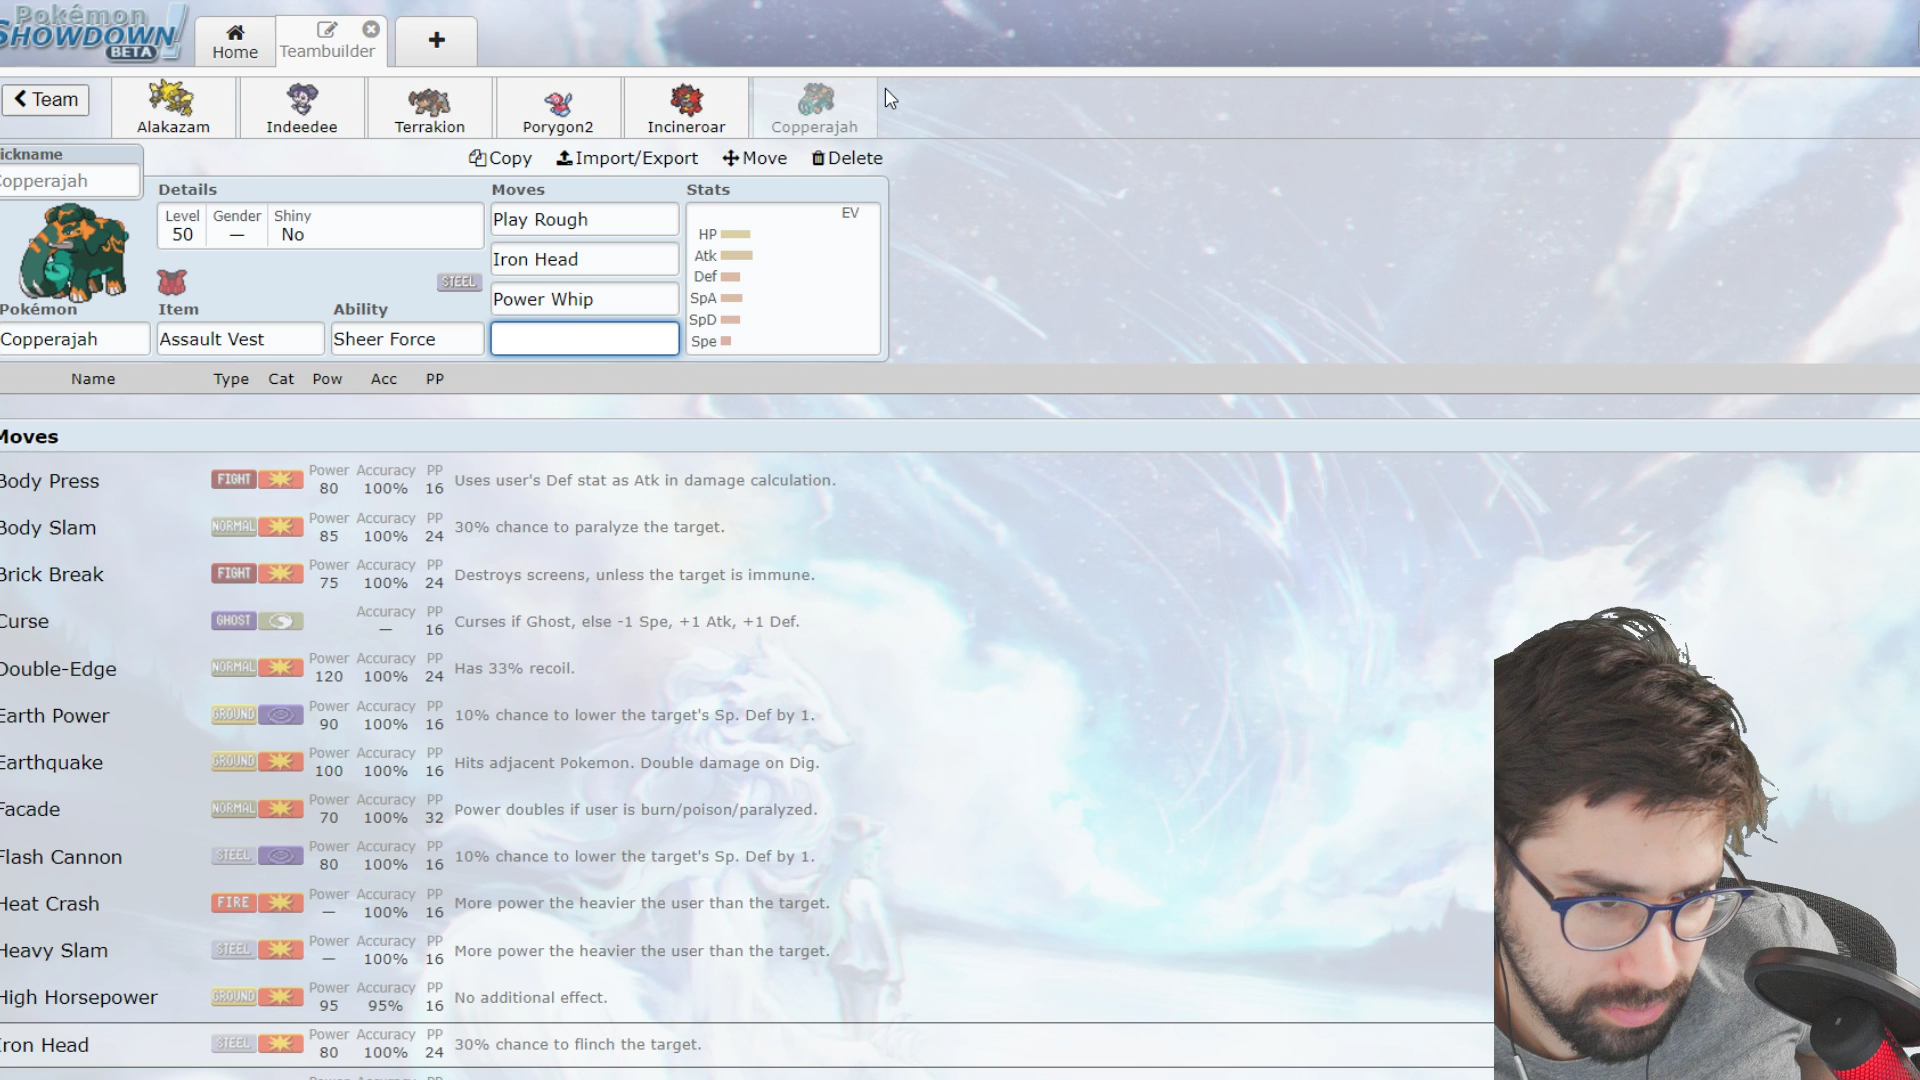 Pokémon
SHOWDOWN
BETA
Home
Teambuilder
+
Team
Alakazam
Indeedee
Terrakion
Porygon2
Incineroar
Copperajah
Copy
Import/Export
Move
Delete
ickname
Copperajah
Details
Level
50
Gender
—
Shiny
No
STEEL
Pokémon
Copperajah
Item
Assault Vest
Ability
Sheer Force
Moves
Play Rough
Iron Head
Power Whip
Stats
EV
HP
Atk
Def
SpA
SpD
Spe
Name Type Cat Pow Acc PP
Moves
Body Press FIGHT Power 80 Accuracy 100% PP 16 Uses user's Def stat as Atk in damage calculation.
Body Slam NORMAL Power 85 Accuracy 100% PP 24 30% chance to paralyze the target.
Brick Break FIGHT Power 75 Accuracy 100% PP 24 Destroys screens, unless the target is immune.
Curse GHOST Accuracy — PP 16 Curses if Ghost, else -1 Spe, +1 Atk, +1 Def.
Double-Edge NORMAL Power 120 Accuracy 100% PP 24 Has 33% recoil.
Earth Power GROUND Power 90 Accuracy 100% PP 16 10% chance to lower the target's Sp. Def by 1.
Earthquake GROUND Power 100 Accuracy 100% PP 16 Hits adjacent Pokemon. Double damage on Dig.
Facade NORMAL Power 70 Accuracy 100% PP 32 Power doubles if user is burn/poison/paralyzed.
Flash Cannon STEEL Power 80 Accuracy 100% PP 16 10% chance to lower the target's Sp. Def by 1.
Heat Crash FIRE Power — Accuracy 100% PP 16 More power the heavier the user than the target.
Heavy Slam STEEL Power — Accuracy 100% PP 16 More power the heavier the user than the target.
High Horsepower GROUND Power 95 Accuracy 95% PP 16 No additional effect.
Iron Head STEEL Power 80 Accuracy 100% PP 24 30% chance to flinch the target.